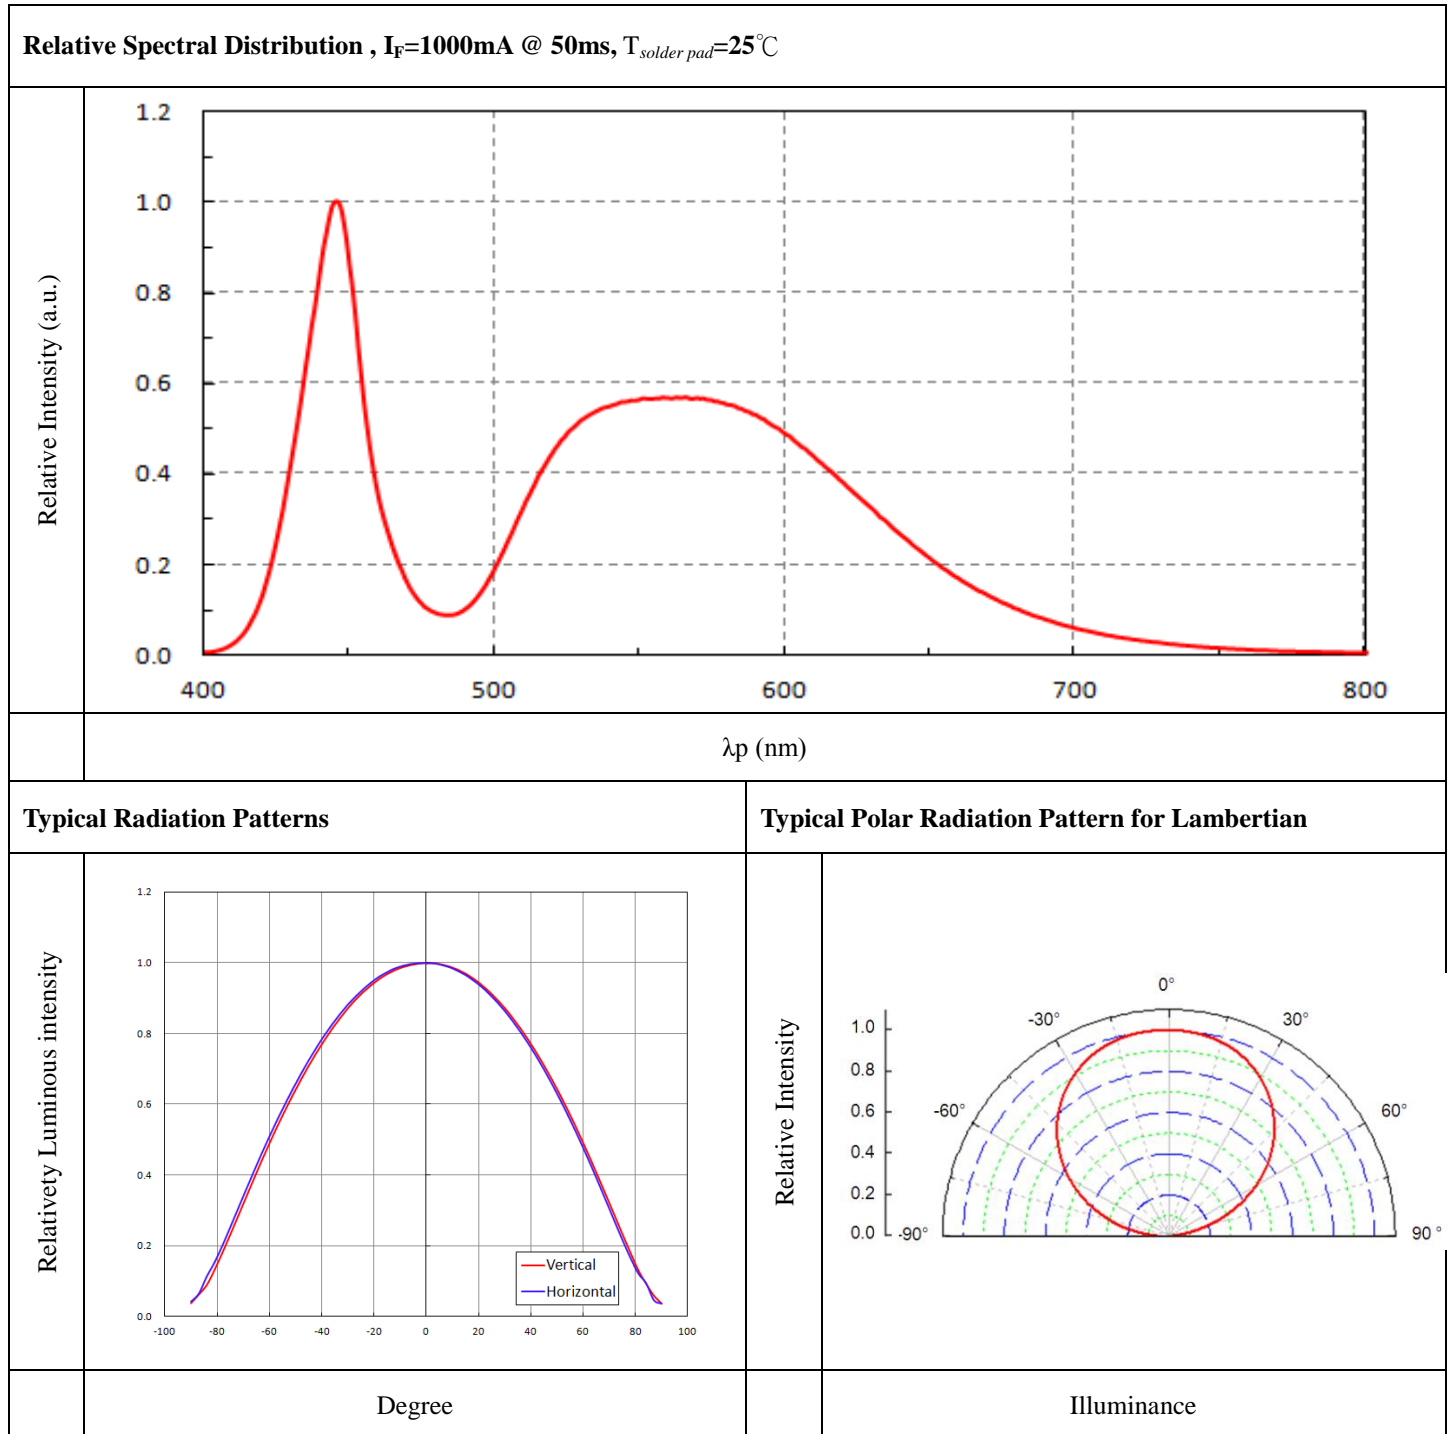 Relative Spectral Distribution , IF=1000mA @ 50ms, Tsolder pad=25℃
Relative Intensity (a.u.)
1.2
1.0
0.8
0.6
0.4
0.2
0.0
400 500 600 700 800
λp (nm)
Typical Radiation Patterns
Relativety Luminous intensity
1.2
1.0
0.8
0.6
0.4
0.2
0.0
-100 -80 -60 -40 -20 0 20 40 60 80 100
Vertical
Horizontal
Degree
Typical Polar Radiation Pattern for Lambertian
Relative Intensity
1.0
0.8
0.6
0.4
0.2
0.0
-90°
-60°
-30°
0°
30°
60°
90 °
Illuminance